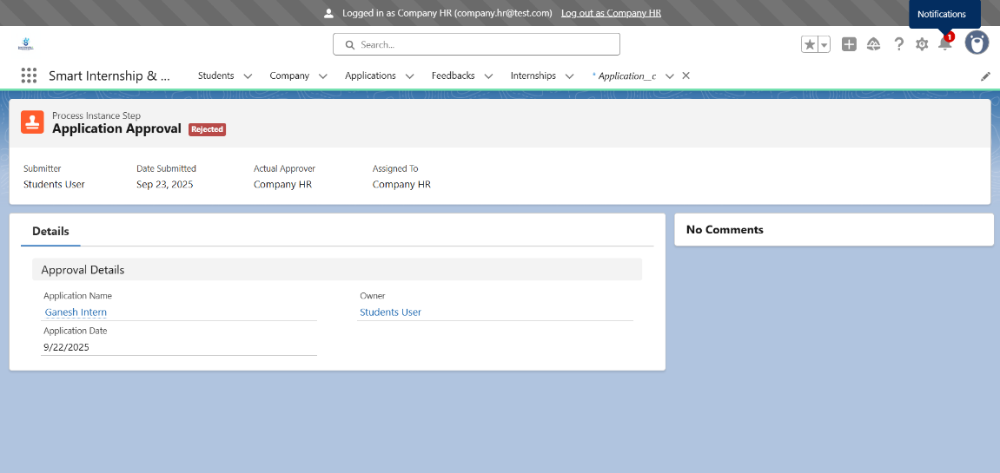 Logged in as Company HR (company.hr@test.com) Log out as Company HR
Notifications
Search...
1
Smart Internship & ...
Students
Company
Applications
Feedbacks
Internships
* Application__c
Process Instance Step
Application Approval Rejected
Submitter
Students User
Date Submitted
Sep 23, 2025
Actual Approver
Company HR
Assigned To
Company HR
Details
Approval Details
Application Name
Ganesh Intern
Owner
Students User
Application Date
9/22/2025
No Comments